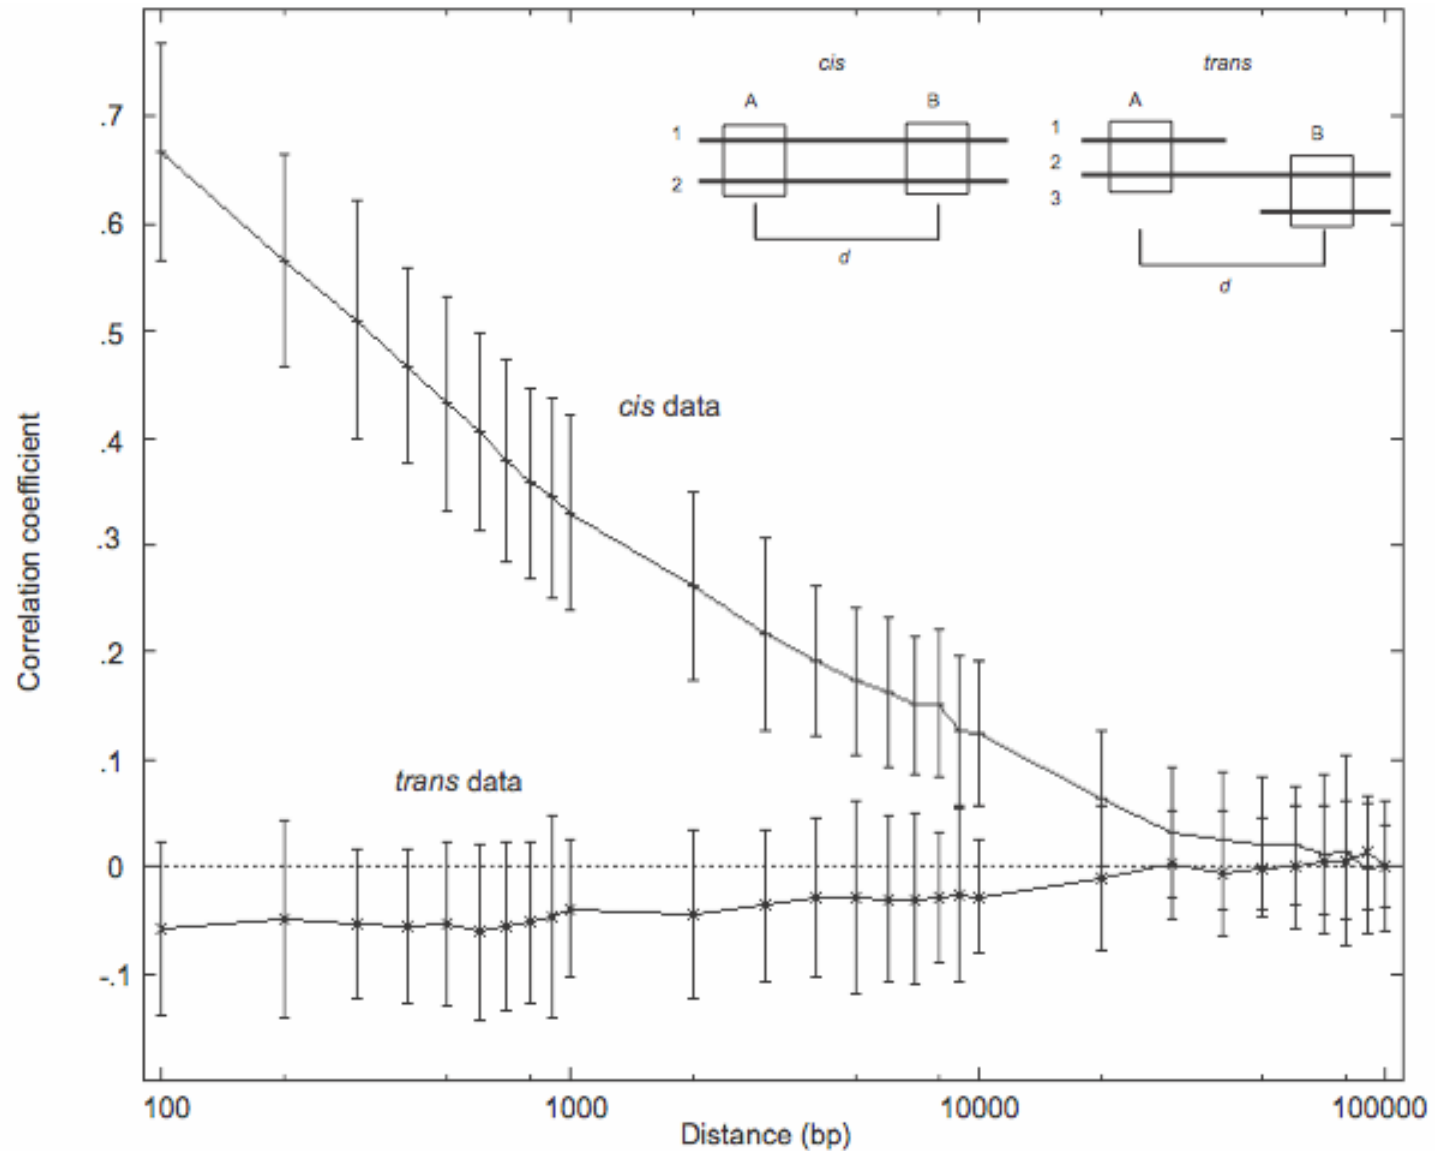 cis
trans
A
B
A
B
1
2
d
1
2
3
d
.7
.6
.5
.4
.3
.2
.1
0
-.1
cis data
trans data
Correlation coefficient
100
1000
10000
100000
Distance (bp)